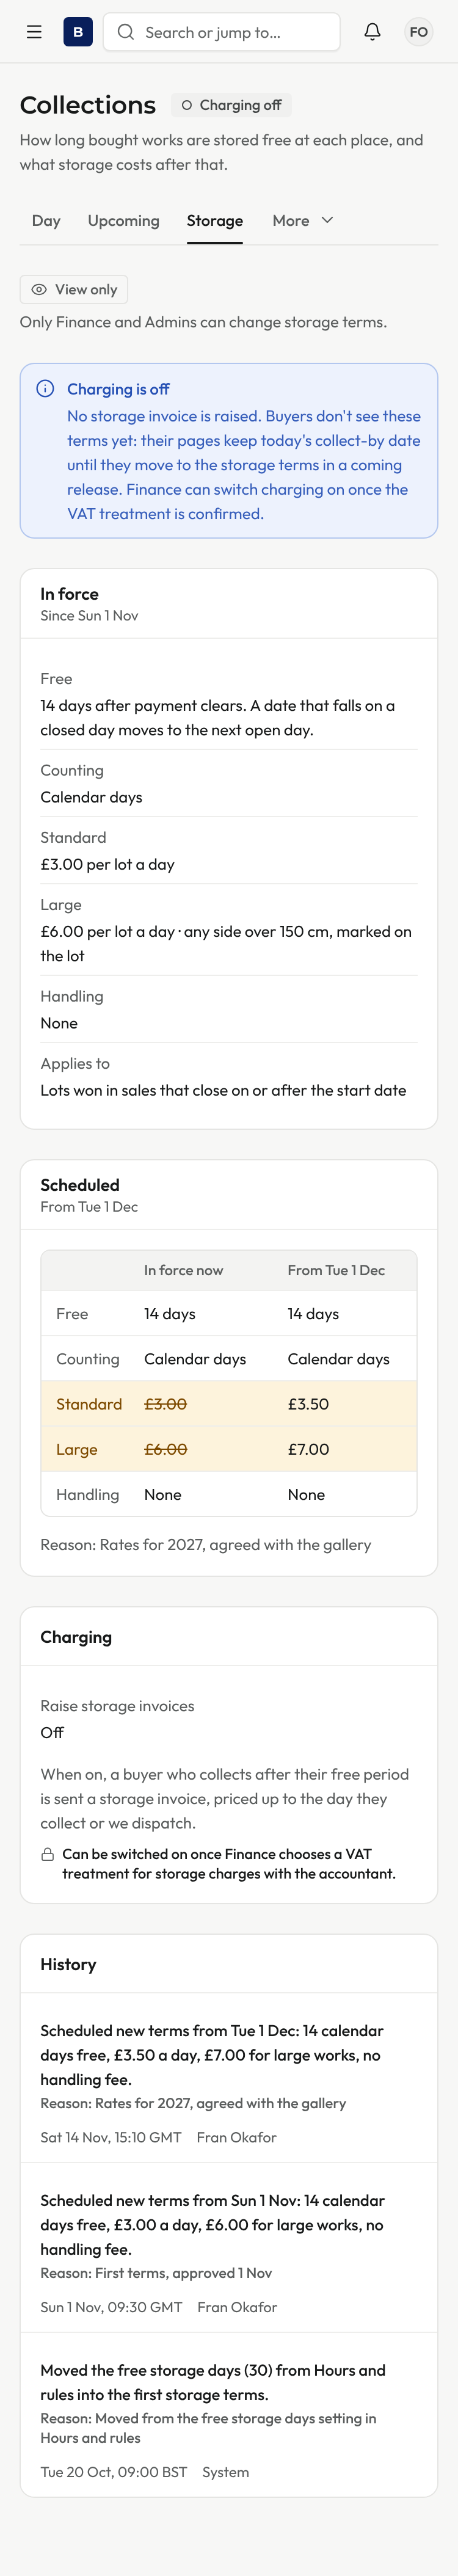 B
Search or jump to…
FO
Collections
Charging off
How long bought works are stored free at each place, and
what storage costs after that.
Day
Upcoming
Storage
More
View only
Only Finance and Admins can change storage terms.
Charging is off
No storage invoice is raised. Buyers don't see these
terms yet: their pages keep today's collect-by date
until they move to the storage terms in a coming
release. Finance can switch charging on once the
VAT treatment is confirmed.
In force
Since Sun 1 Nov
Free
14 days after payment clears. A date that falls on a
closed day moves to the next open day.
Counting
Calendar days
Standard
£3.00 per lot a day
Large
£6.00 per lot a day · any side over 150 cm, marked on
the lot
Handling
None
Applies to
Lots won in sales that close on or after the start date
Scheduled
From Tue 1 Dec
In force now From Tue 1 Dec
Free 14 days 14 days
Counting Calendar days Calendar days
Standard £3.00 £3.50
Large £6.00 £7.00
Handling None None
Reason: Rates for 2027, agreed with the gallery
Charging
Raise storage invoices
Off
When on, a buyer who collects after their free period
is sent a storage invoice, priced up to the day they
collect or we dispatch.
Can be switched on once Finance chooses a VAT
treatment for storage charges with the accountant.
History
Scheduled new terms from Tue 1 Dec: 14 calendar
days free, £3.50 a day, £7.00 for large works, no
handling fee.
Reason: Rates for 2027, agreed with the gallery
Sat 14 Nov, 15:10 GMT Fran Okafor
Scheduled new terms from Sun 1 Nov: 14 calendar
days free, £3.00 a day, £6.00 for large works, no
handling fee.
Reason: First terms, approved 1 Nov
Sun 1 Nov, 09:30 GMT Fran Okafor
Moved the free storage days (30) from Hours and
rules into the first storage terms.
Reason: Moved from the free storage days setting in
Hours and rules
Tue 20 Oct, 09:00 BST System